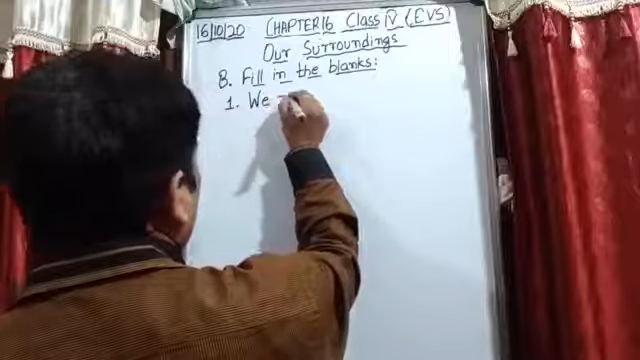 16/10/20 CHAPTER 16 Class IV (EVS)
Our Surroundings
B. Fill in the blanks:
1. We